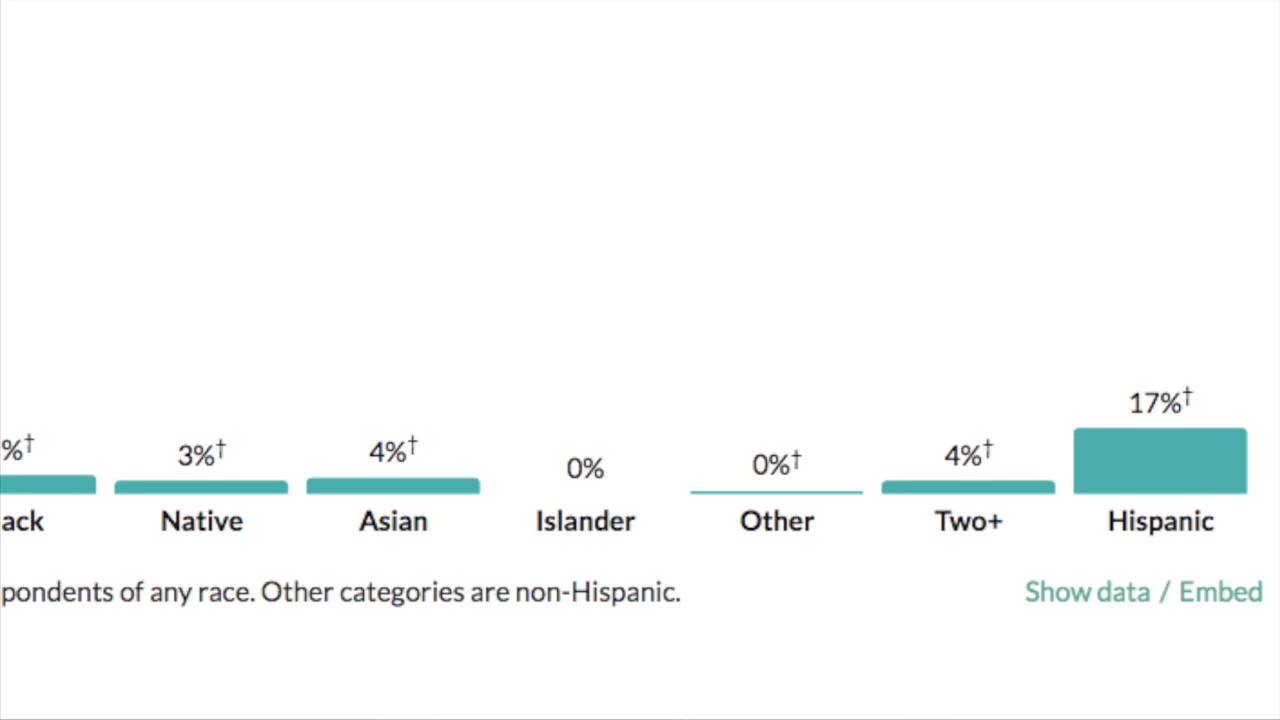 17%†
%† 3%† 4%† 0% 0%† 4%†
ack Native Asian Islander Other Two+ Hispanic
pondents of any race. Other categories are non-Hispanic. Show data / Embed